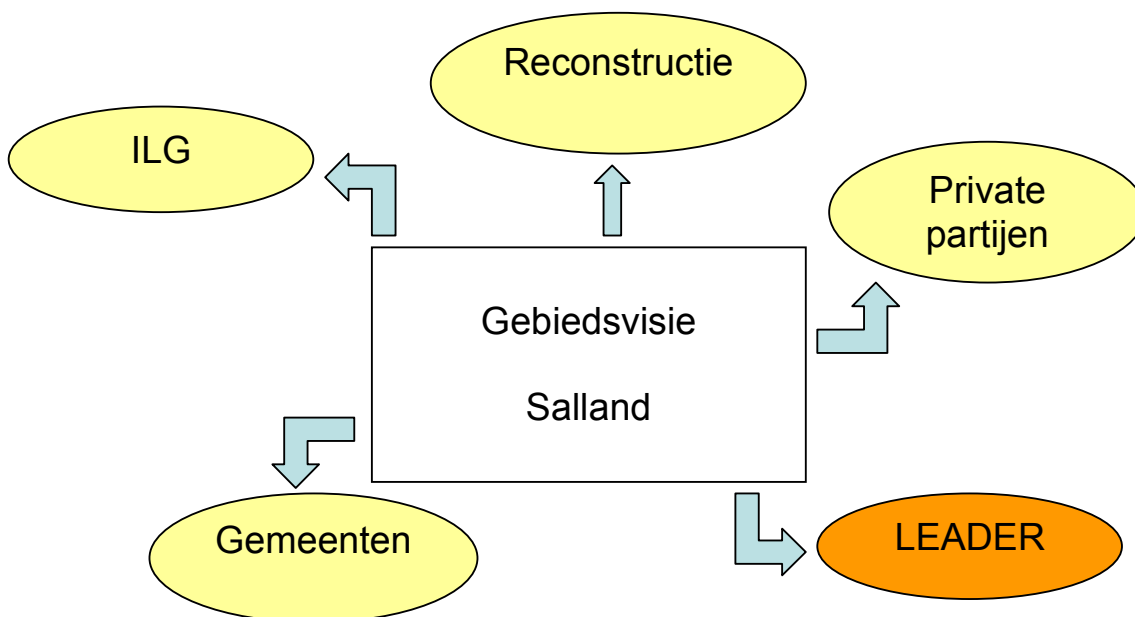 Reconstructie
ILG
Private
partijen
Gebiedsvisie
Salland
Gemeenten
LEADER